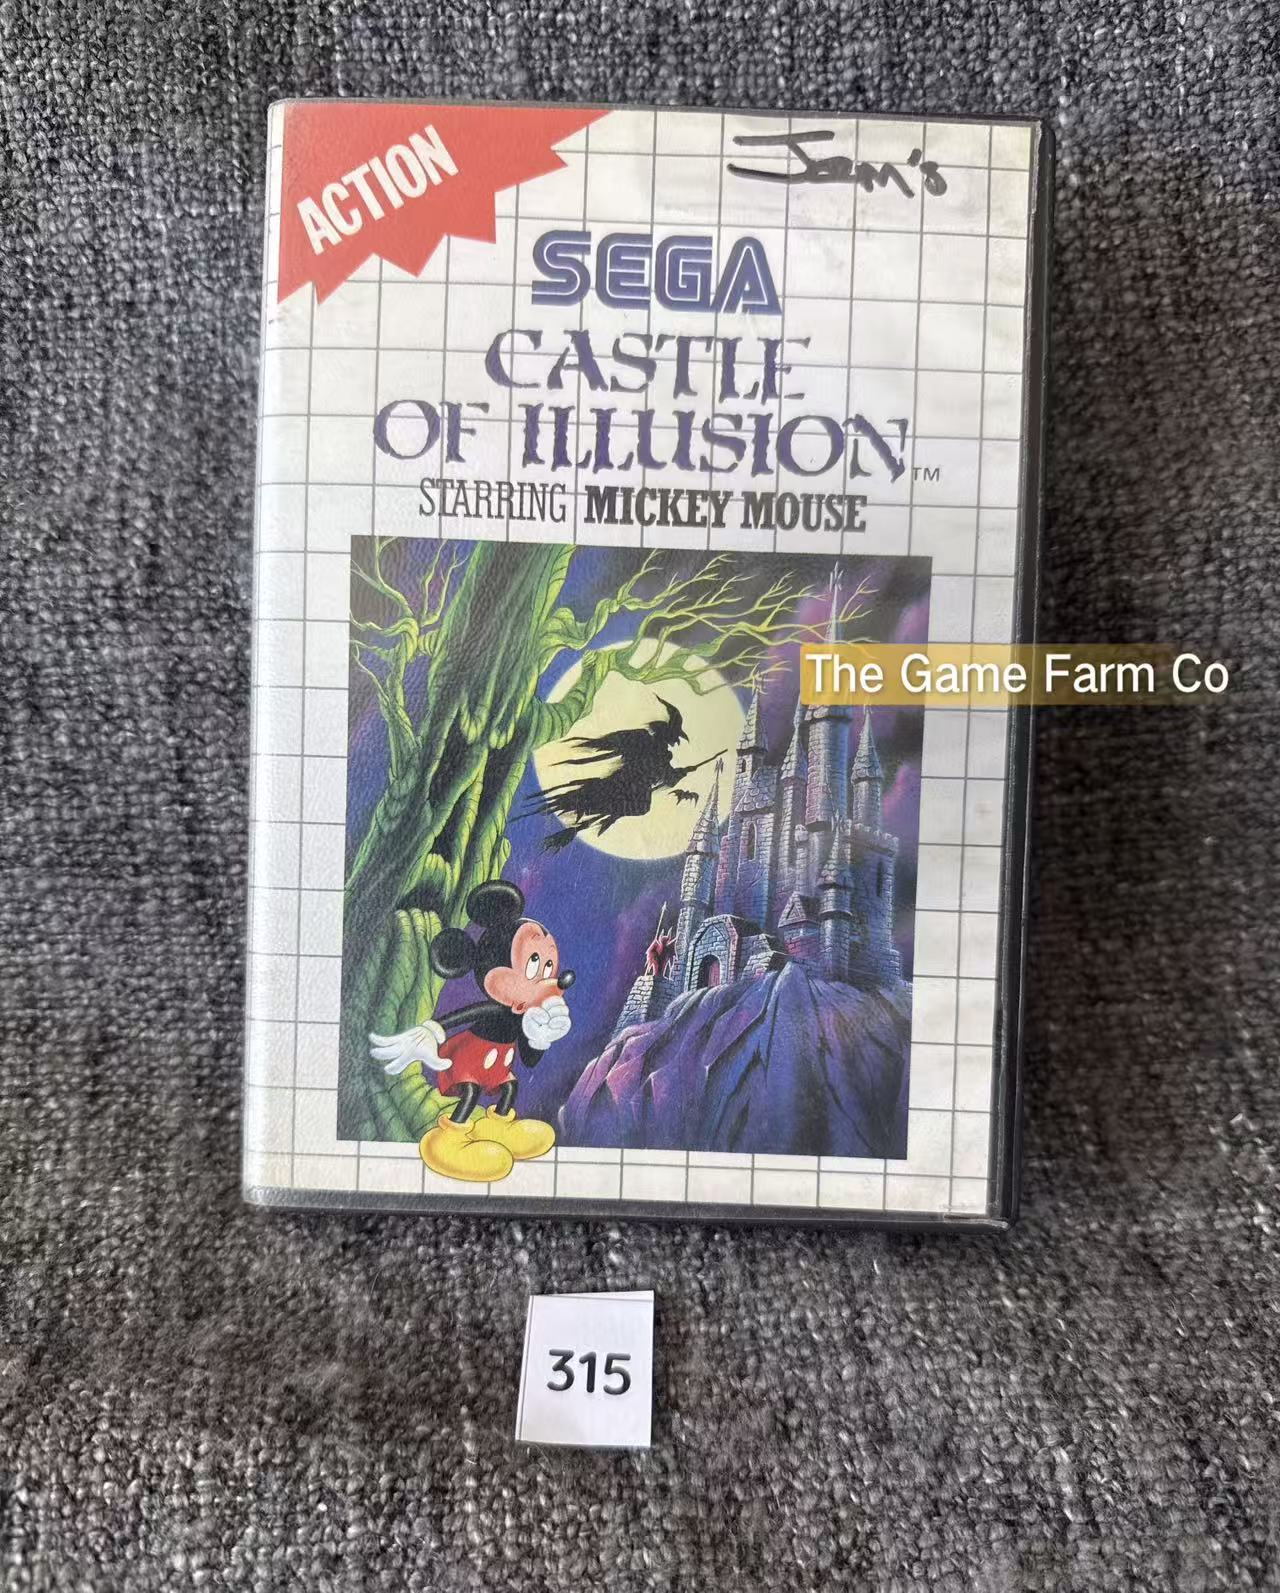 ACTION
Jam's
SEGA
CASTLE
OF ILLUSION™
STARRING MICKEY MOUSE
The Game Farm Co
315